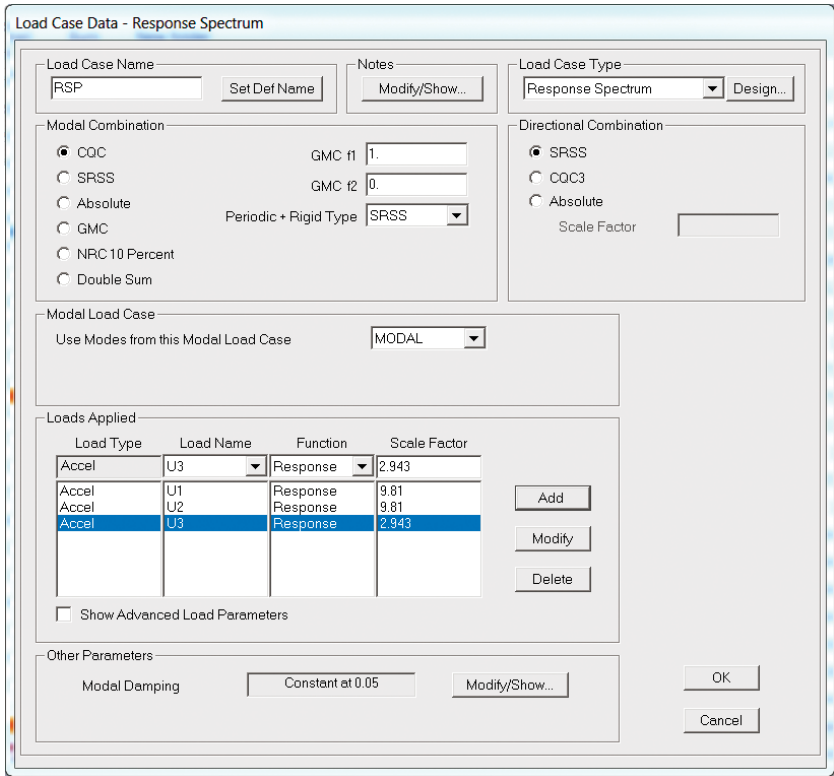 Load Case Data - Response Spectrum
Load Case Name
RSP
Set Def Name
Notes
Modify/Show...
Load Case Type
Response Spectrum
Design...
Modal Combination
CQC
SRSS
Absolute
GMC
NRC 10 Percent
Double Sum
GMC f1
1.
GMC f2
0.
Periodic + Rigid Type
SRSS
Directional Combination
SRSS
CQC3
Absolute
Scale Factor
Modal Load Case
Use Modes from this Modal Load Case
MODAL
Loads Applied
Load Type Load Name Function Scale Factor
Accel U3 Response 2.943
Accel U1 Response 9.81
Accel U2 Response 9.81
Accel U3 Response 2.943
Add
Modify
Delete
Show Advanced Load Parameters
Other Parameters
Modal Damping
Constant at 0.05
Modify/Show...
OK
Cancel